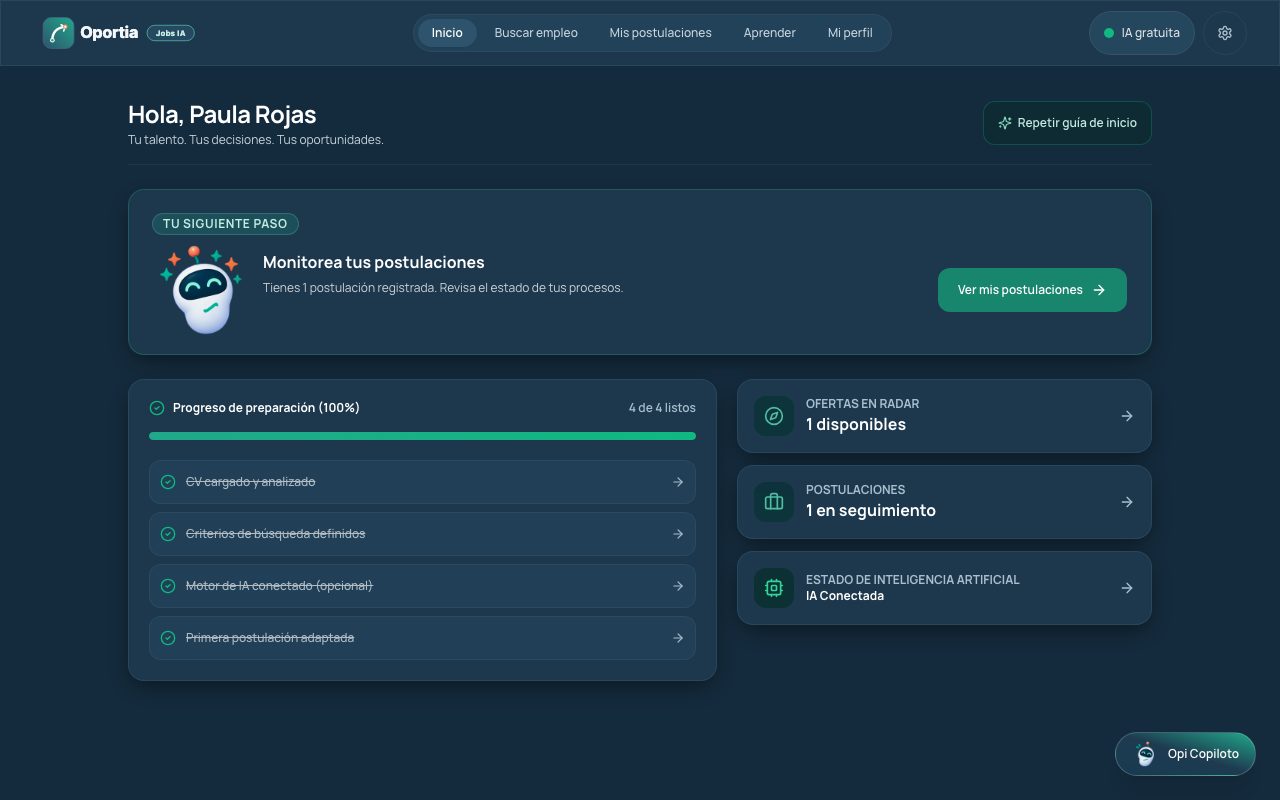 Oportia
Jobs IA
Inicio
Buscar empleo
Mis postulaciones
Aprender
Mi perfil
IA gratuita
Hola, Paula Rojas
Tu talento. Tus decisiones. Tus oportunidades.
Repetir guía de inicio
TU SIGUIENTE PASO
Monitorea tus postulaciones
Tienes 1 postulación registrada. Revisa el estado de tus procesos.
Ver mis postulaciones
Progreso de preparación (100%)
4 de 4 listos
CV cargado y analizado
Criterios de búsqueda definidos
Motor de IA conectado (opcional)
Primera postulación adaptada
OFERTAS EN RADAR
1 disponibles
POSTULACIONES
1 en seguimiento
ESTADO DE INTELIGENCIA ARTIFICIAL
IA Conectada
Opi Copiloto